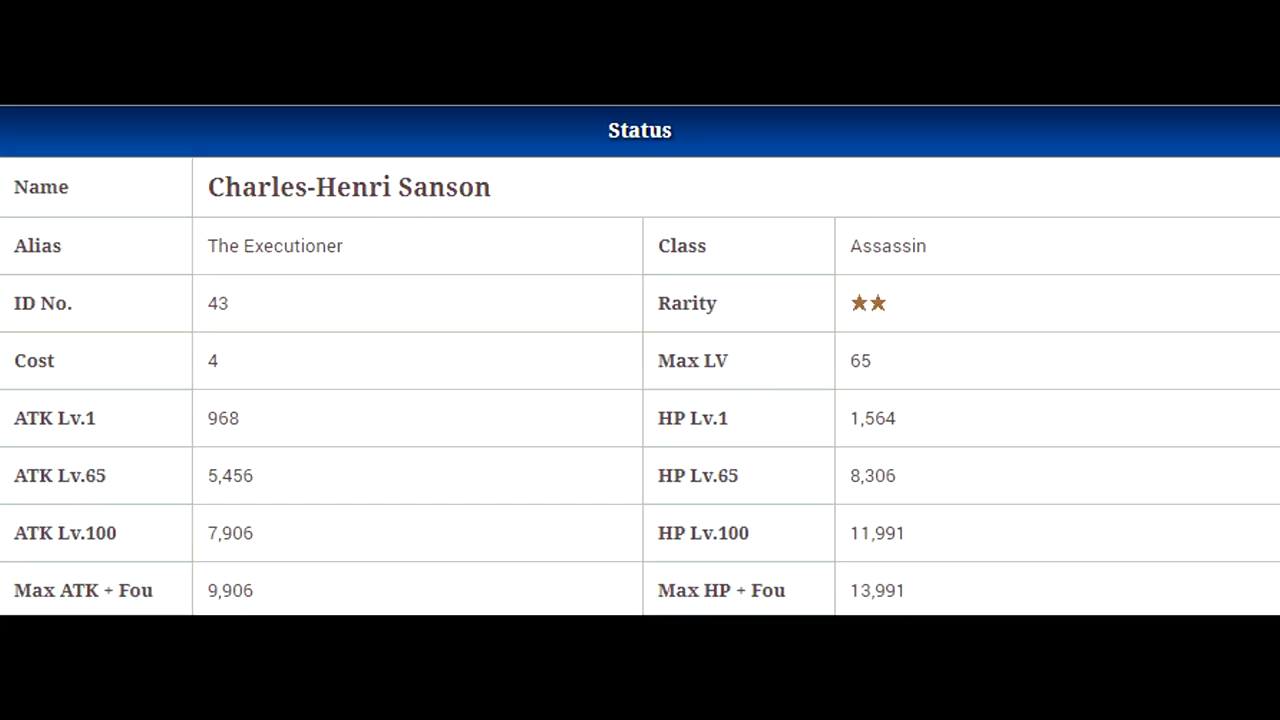 Status
Name Charles-Henri Sanson
Alias The Executioner Class Assassin
ID No. 43 Rarity ★★
Cost 4 Max LV 65
ATK Lv.1 968 HP Lv.1 1,564
ATK Lv.65 5,456 HP Lv.65 8,306
ATK Lv.100 7,906 HP Lv.100 11,991
Max ATK + Fou 9,906 Max HP + Fou 13,991